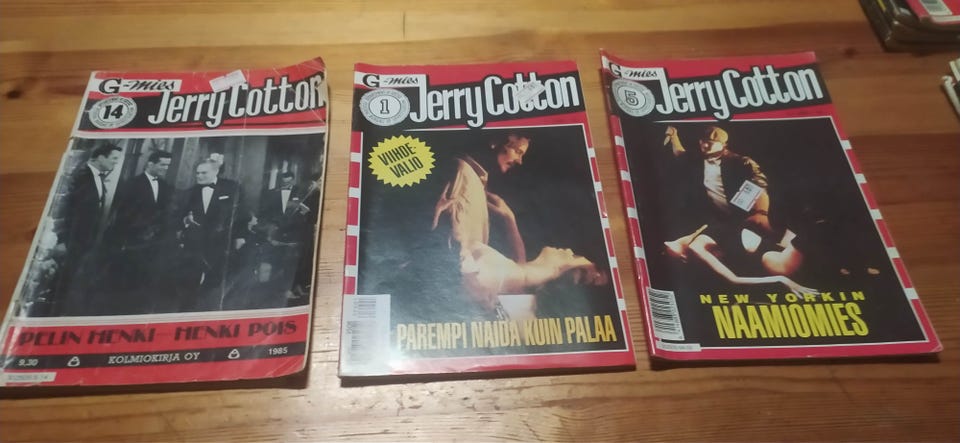 G-mies
Jerry Cotton
14
PELIN HENKI - HENKI POIS
9,30
KOLMIOKIRJA OY
1985
G-mies
Jerry Cotton
1
VIIHDE-
VALIO
PAREMPI NAIDA KUIN PALAA
G-mies
Jerry Cotton
5
NEW YORKIN
NAAMIOMIES